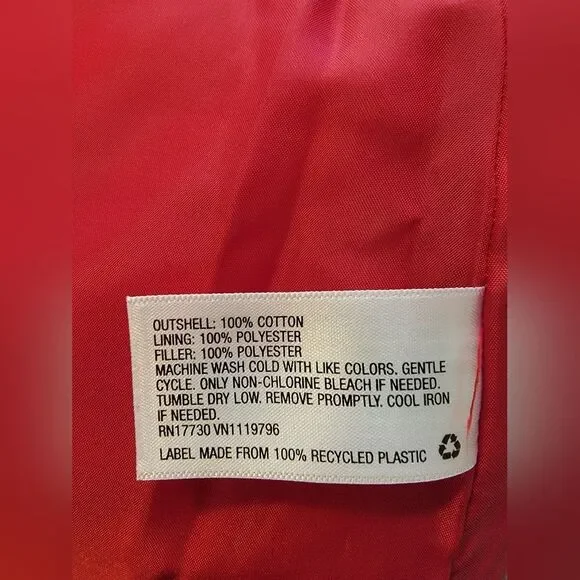 OUTSHELL: 100% COTTON
LINING: 100% POLYESTER
FILLER: 100% POLYESTER
MACHINE WASH COLD WITH LIKE COLORS. GENTLE
CYCLE. ONLY NON-CHLORINE BLEACH IF NEEDED.
TUMBLE DRY LOW. REMOVE PROMPTLY. COOL IRON
IF NEEDED.
RN17730 VN1119796
LABEL MADE FROM 100% RECYCLED PLASTIC